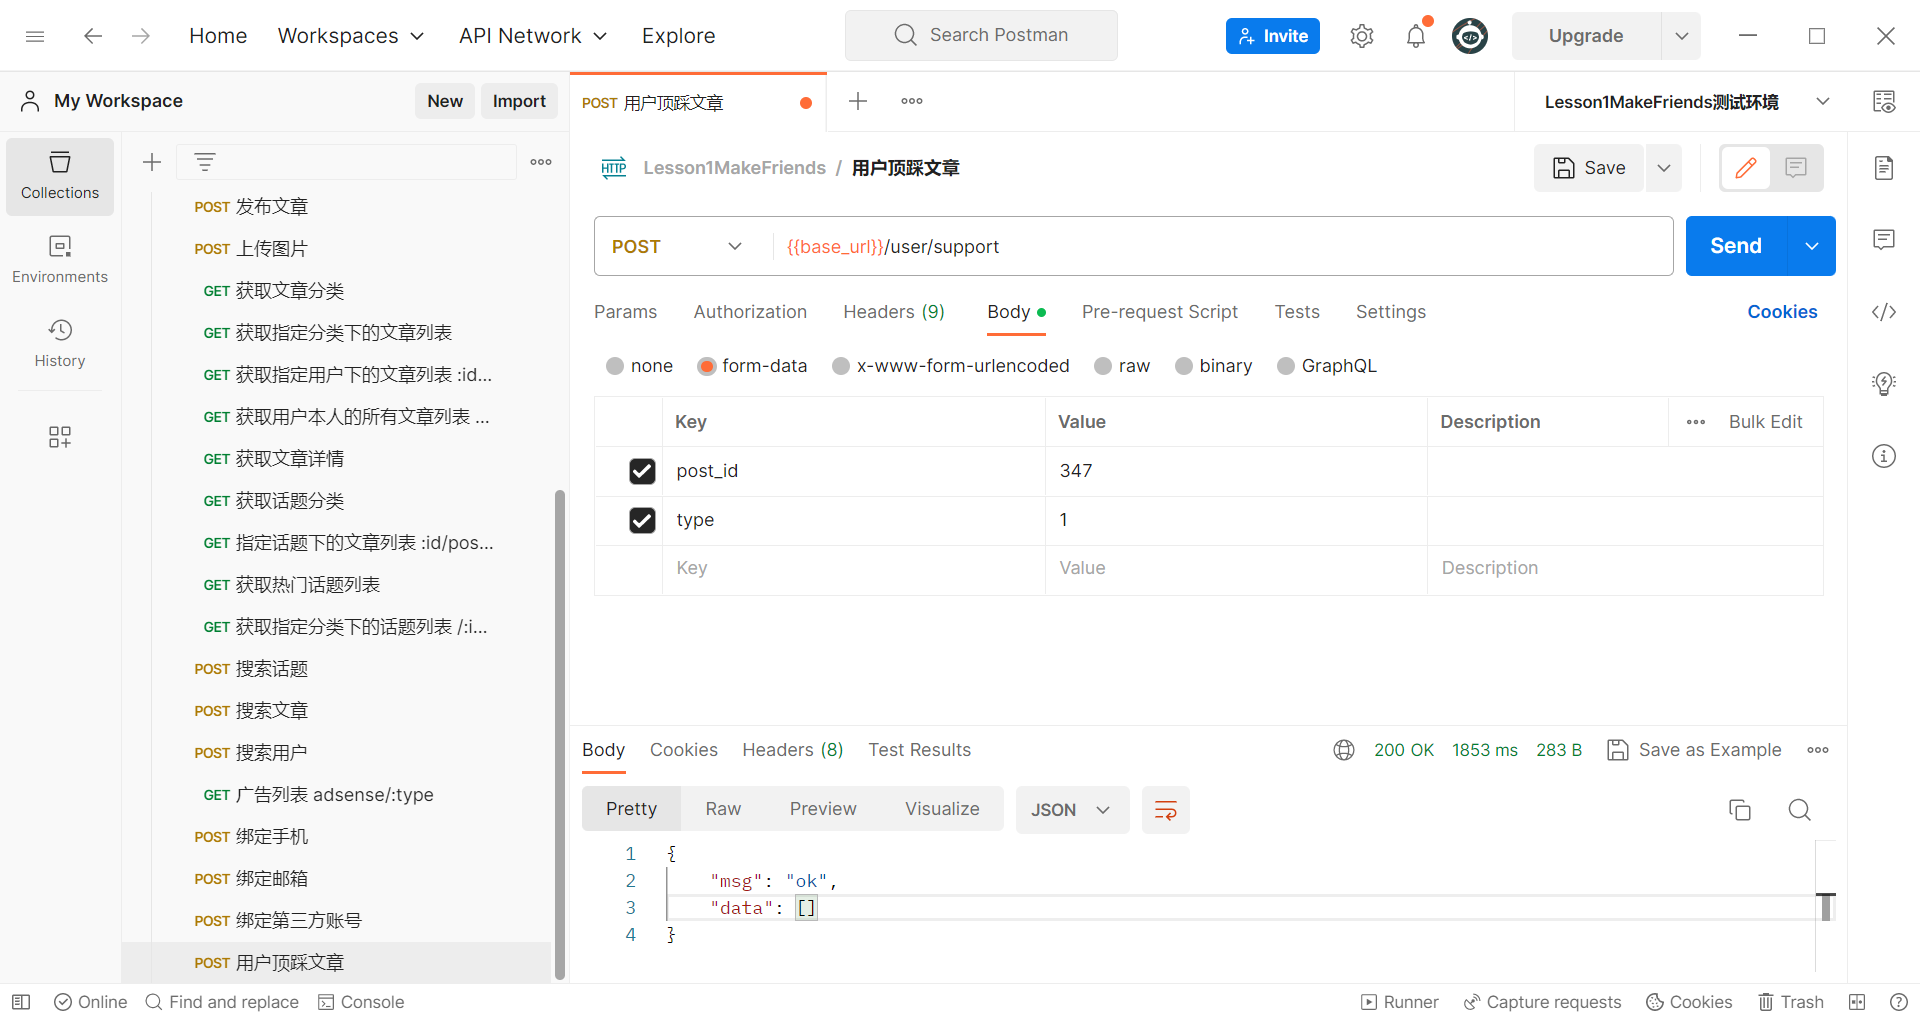 Home
Workspaces
API Network
Explore
Search Postman
Invite
Upgrade
My Workspace
New
Import
POST 用户顶踩文章
Lesson1MakeFriends测试环境
Collections
Environments
History
POST 发布文章
POST 上传图片
GET 获取文章分类
GET 获取指定分类下的文章列表
GET 获取指定用户下的文章列表 :id...
GET 获取用户本人的所有文章列表 ...
GET 获取文章详情
GET 获取话题分类
GET 指定话题下的文章列表 :id/pos...
GET 获取热门话题列表
GET 获取指定分类下的话题列表 /:i...
POST 搜索话题
POST 搜索文章
POST 搜索用户
GET 广告列表 adsense/:type
POST 绑定手机
POST 绑定邮箱
POST 绑定第三方账号
POST 用户顶踩文章
HTTP Lesson1MakeFriends / 用户顶踩文章
Save
POST {{base_url}}/user/support
Send
Params Authorization Headers (9) Body Pre-request Script Tests Settings Cookies
none form-data x-www-form-urlencoded raw binary GraphQL
Key Value Description Bulk Edit
post_id 347
type 1
Key Value Description
Body Cookies Headers (8) Test Results 200 OK 1853 ms 283 B Save as Example
Pretty Raw Preview Visualize JSON
1 {
2 "msg": "ok",
3 "data": []
4 }
Online Find and replace Console Runner Capture requests Cookies Trash